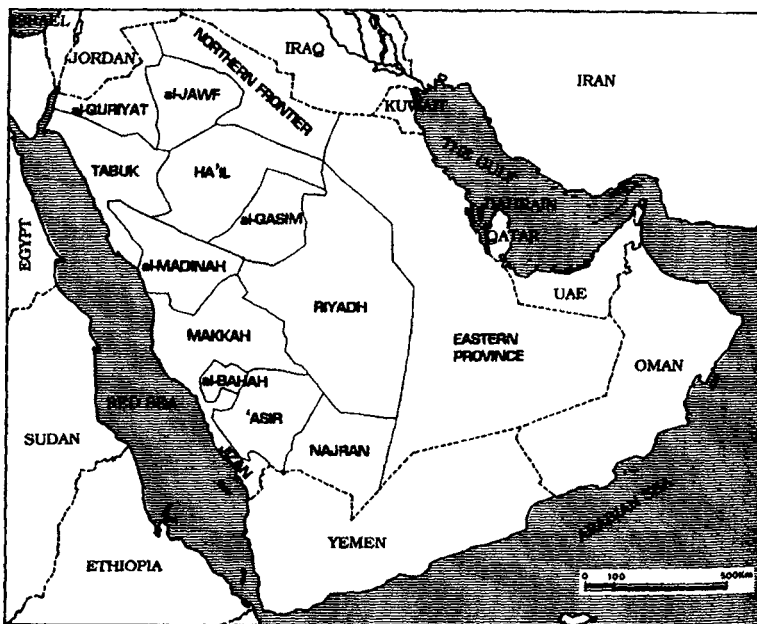 ISRAEL
JORDAN
IRAQ
IRAN
NORTHERN FRONTIER
al-JAWF
al-QURIYAT
KUWAIT
THE GULF
TABUK
HA'IL
al-QASIM
BAHRAIN
QATAR
EGYPT
al-MADINAH
RIYADH
UAE
MAKKAH
EASTERN
PROVINCE
OMAN
al-BAHAH
RED SEA
'ASIR
SUDAN
NAJRAN
JIZAN
ARABIAN SEA
YEMEN
ETHIOPIA
0 100 500Km